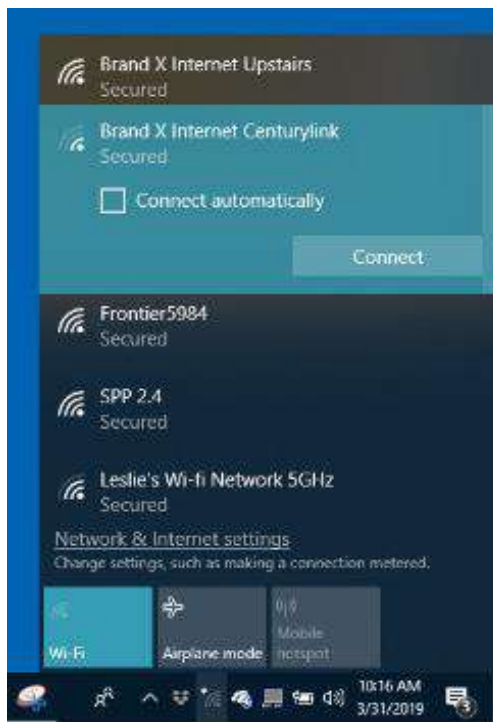 Brand X Internet Upstairs
Secured
Brand X Internet Centurylink
Secured
Connect automatically
Connect
Frontier5984
Secured
SPP 2.4
Secured
Leslie's Wi-fi Network 5GHz
Secured
Network & Internet settings
Change settings, such as making a connection metered.
Wi-Fi
Airplane mode
Mobile
hotspot
10:16 AM
3/31/2019
3